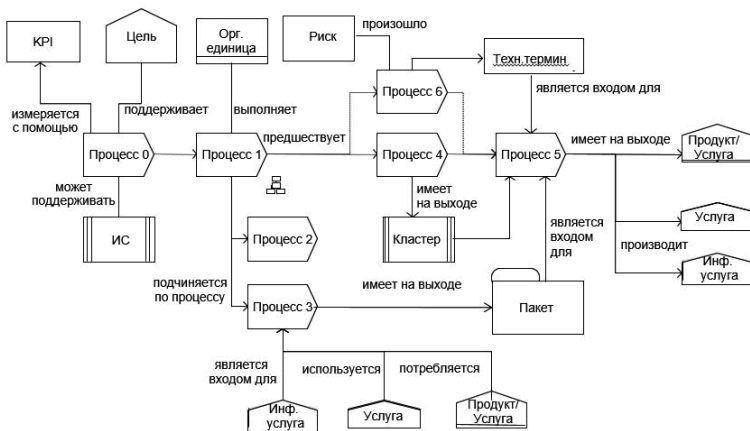 KPI
Цель
Орг.
единица
Риск
произошло
Техн.термин
измеряется
с помощью
поддерживает
выполняет
предшествует
Процесс 6
является входом для
Процесс 0
Процесс 1
Процесс 4
Процесс 5
имеет на выходе
Продукт/
Услуга
может
поддерживать
имеет
на выходе
ИС
Процесс 2
Кластер
является
входом
для
Услуга
производит
Инф.
услуга
подчиняется
по процессу
Процесс 3
имеет на выходе
Пакет
является
входом для
используется
потребляется
Инф.
услуга
Услуга
Продукт/
Услуга